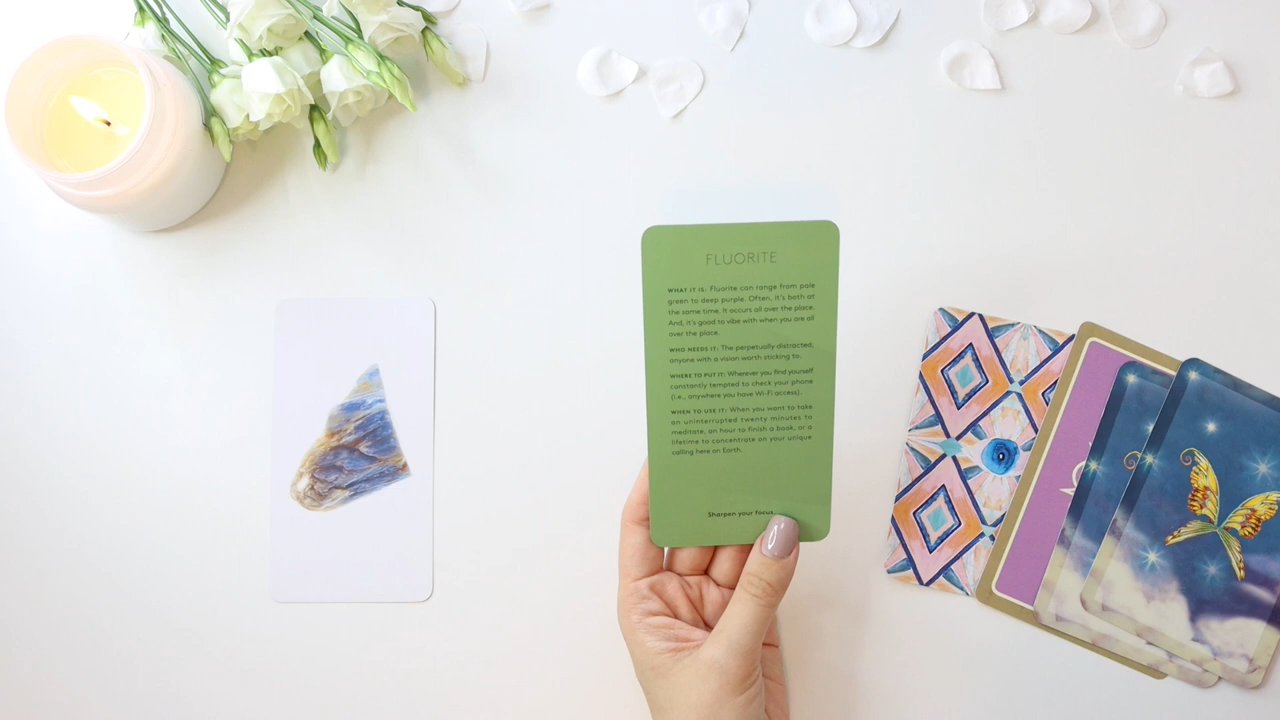 FLUORITE
WHAT IT IS: Fluorite can range from pale
green to deep purple. Often, it's both at
the same time. It occurs all over the place.
And, it's good to vibe with when you are all
over the place.
WHO NEEDS IT: The perpetually distracted,
anyone with a vision worth sticking to.
WHERE TO PUT IT: Wherever you find yourself
constantly tempted to check your phone
(i.e., anywhere you have Wi-Fi access).
WHEN TO USE IT: When you want to take
an uninterrupted twenty minutes to
meditate, an hour to finish a book, or a
lifetime to concentrate on your unique
calling here on Earth.
Sharpen your focus.